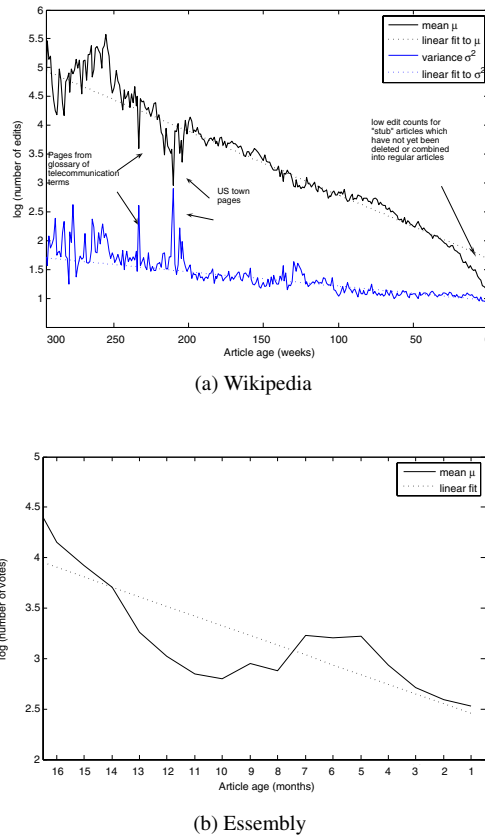 5.5
5
4.5
4
3.5
3
2.5
2
1.5
1
log (number of edits)
mean μ
linear fit to μ
variance σ²
linear fit to σ²
low edit counts for
"stub" articles which
have not yet been
deleted or combined
into regular articles
Pages from
glossary of
telecommunication
terms
US town
pages
300 250 200 150 100 50 0
Article age (weeks)
(a) Wikipedia
5
4.5
4
3.5
3
2.5
2
log (number of votes)
mean μ
linear fit
16 15 14 13 12 11 10 9 8 7 6 5 4 3 2 1
Article age (months)
(b) Essembly